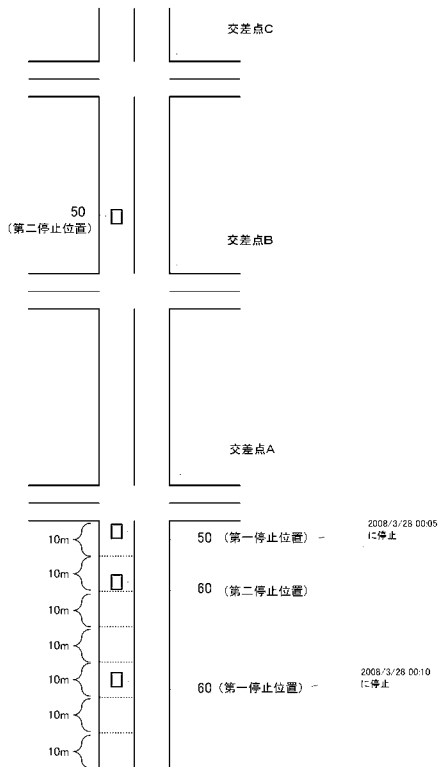 交差点C
50
(第二停止位置)
交差点B
交差点A
10m
50 (第一停止位置)
2008/3/28 00:05
に停止
10m
60 (第二停止位置)
10m
10m
10m
60 (第一停止位置)
2008/3/28 00:10
に停止
10m
10m